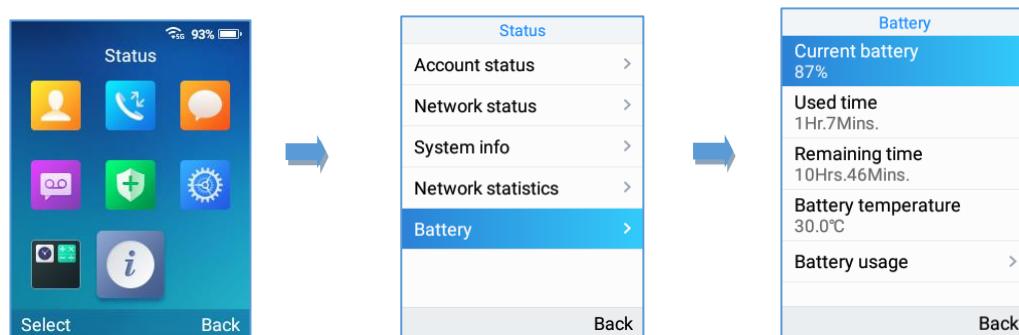 5G 93%
Status
Select Back
Status
Account status
Network status
System info
Network statistics
Battery
Back
Battery
Current battery
87%
Used time
1Hr.7Mins.
Remaining time
10Hrs.46Mins.
Battery temperature
30.0℃
Battery usage
Back